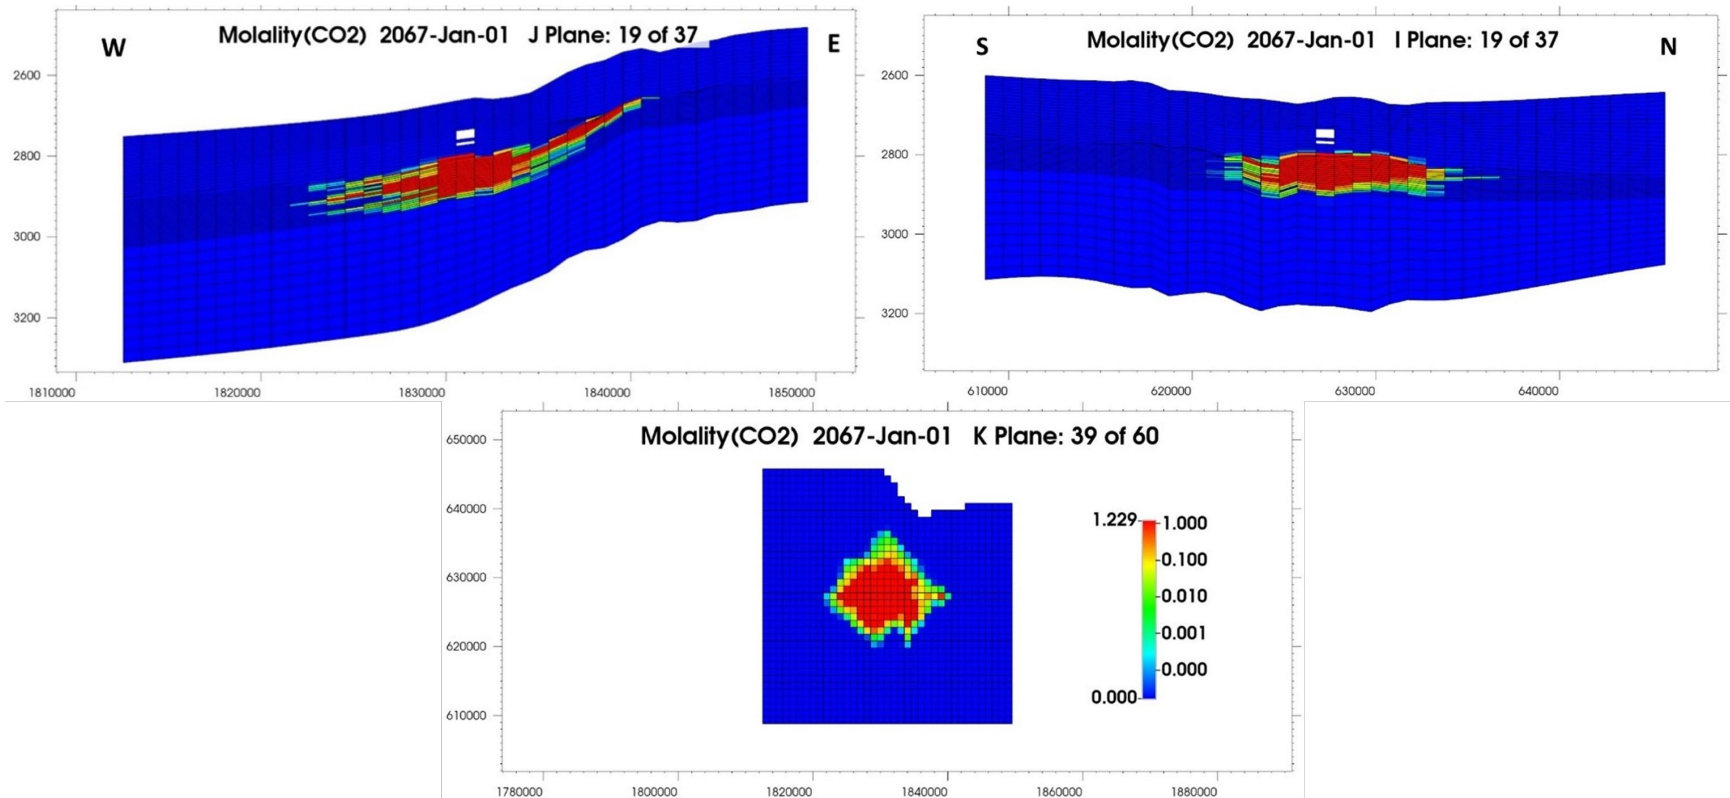 Molality(CO2) 2067-Jan-01 J Plane: 19 of 37
W
E
2600
2800
3000
3200
1810000 1820000 1830000 1840000 1850000
Molality(CO2) 2067-Jan-01 I Plane: 19 of 37
S
N
2600
2800
3000
3200
610000 620000 630000 640000
Molality(CO2) 2067-Jan-01 K Plane: 39 of 60
650000
640000
630000
620000
610000
1780000 1800000 1820000 1840000 1860000 1880000
1.229 1.000
0.100
0.010
0.001
0.000
0.000